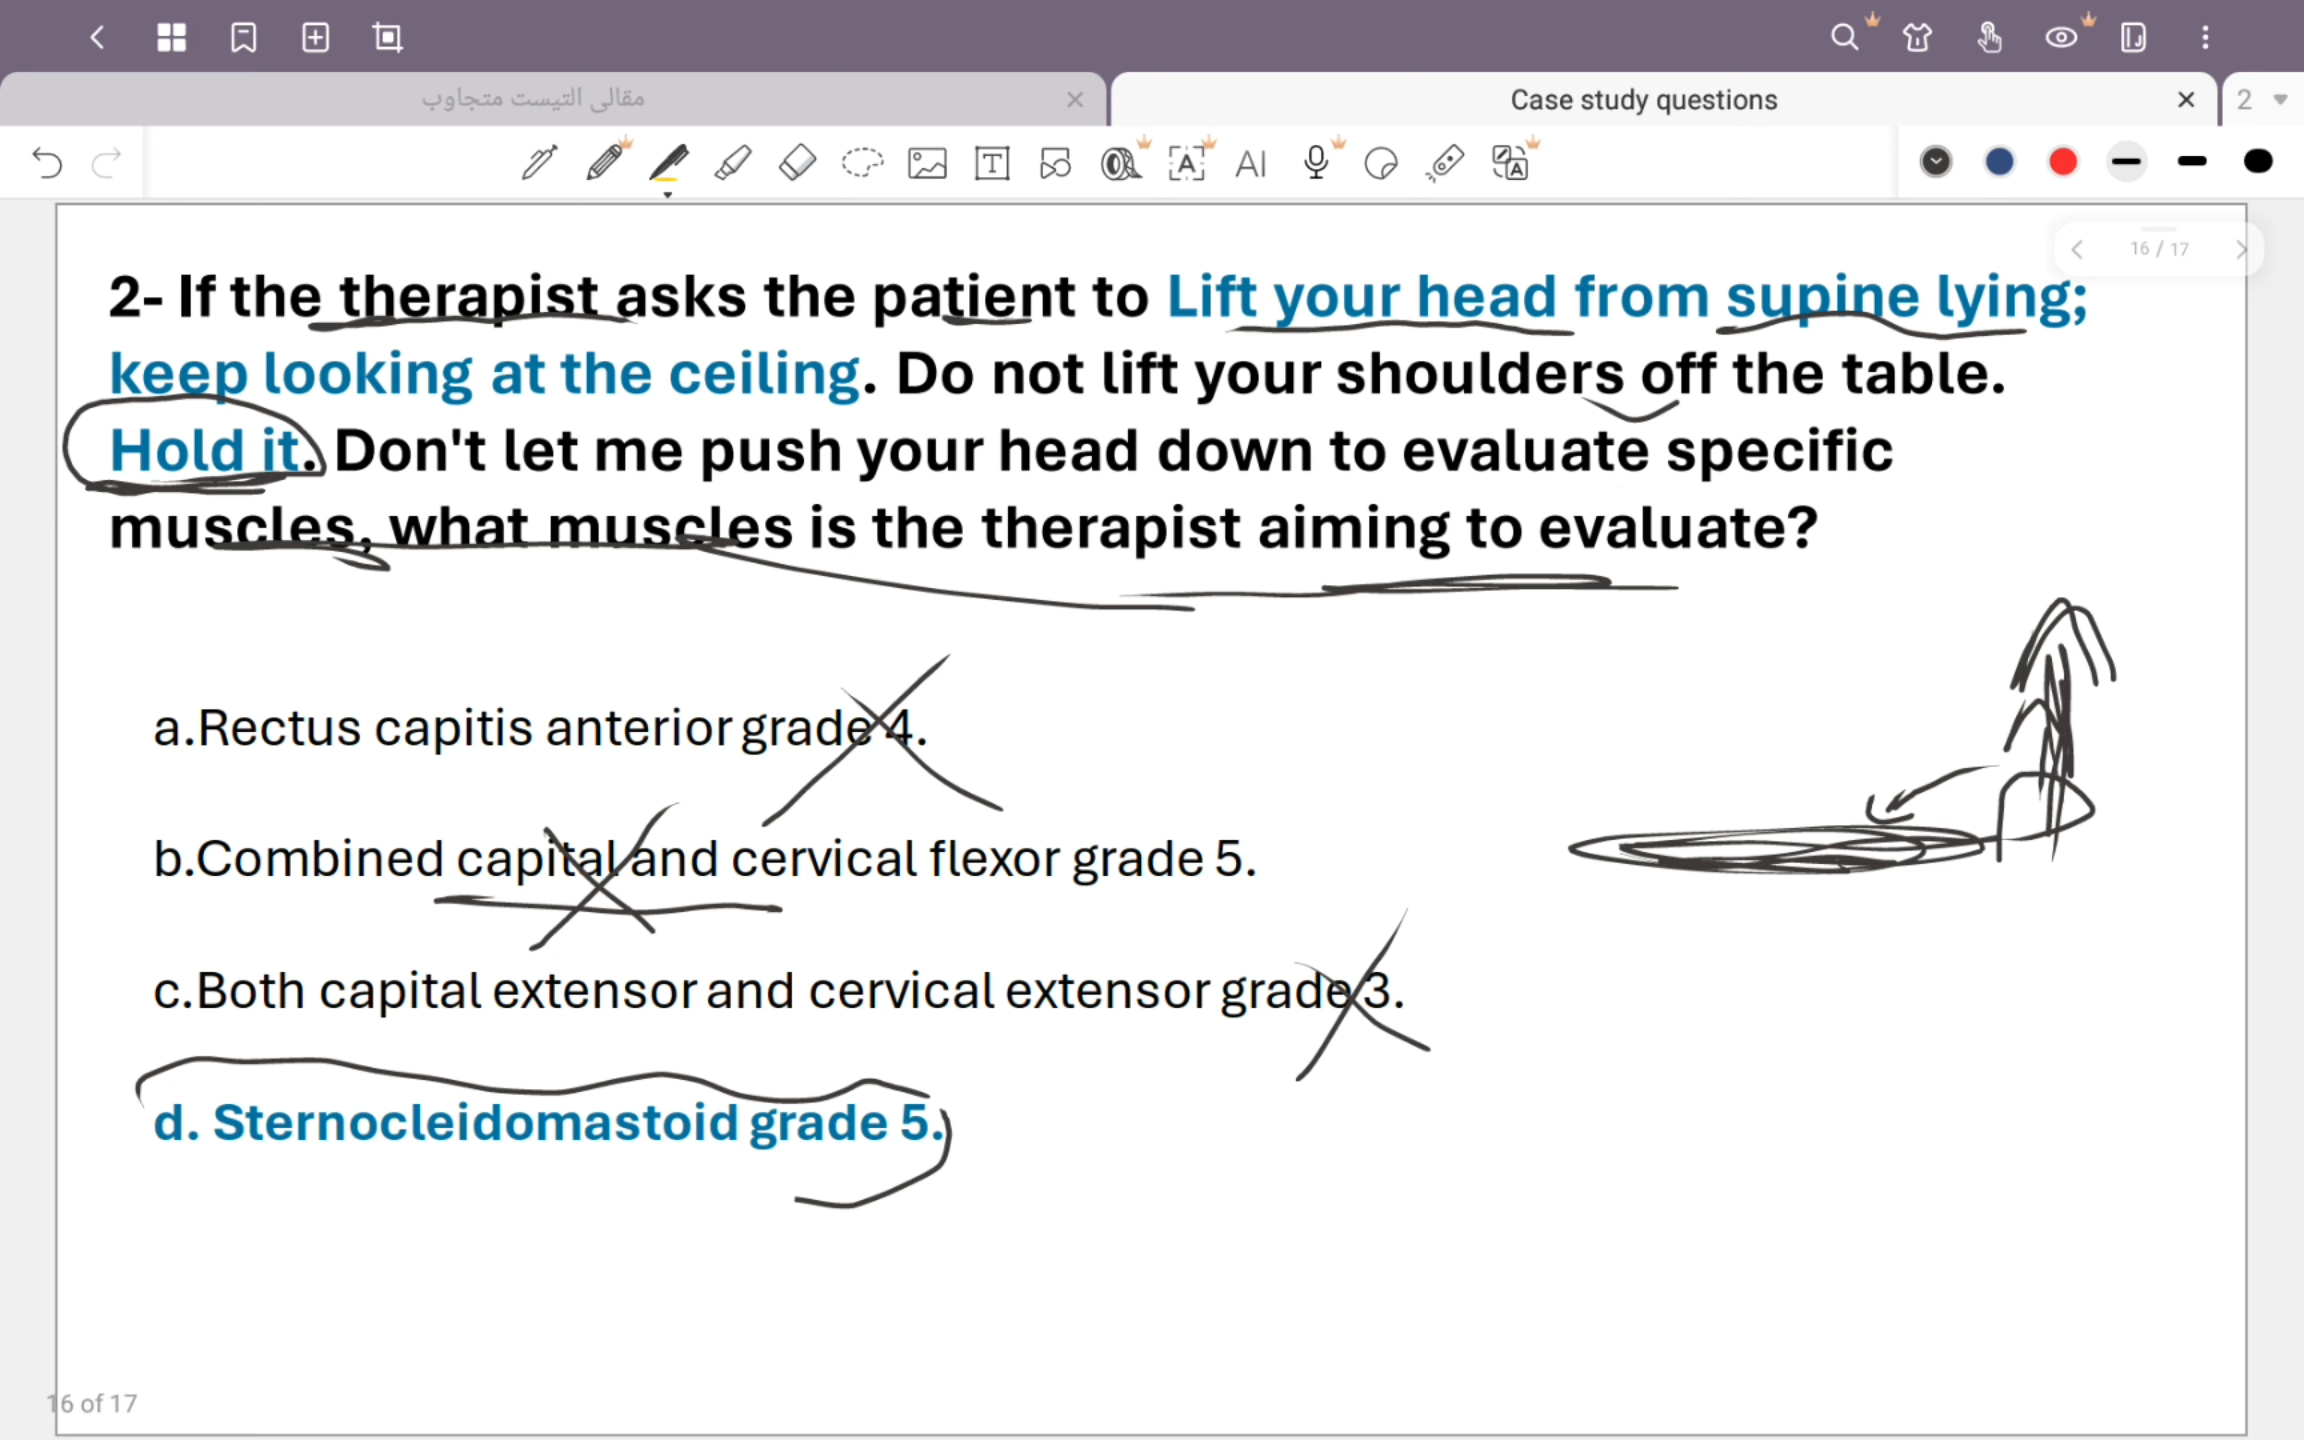 مقالى التيست متجاوب
Case study questions
2
AI
16 / 17
2- If the therapist asks the patient to Lift your head from supine lying;
keep looking at the ceiling. Do not lift your shoulders off the table.
Hold it. Don't let me push your head down to evaluate specific
muscles, what muscles is the therapist aiming to evaluate?
a.Rectus capitis anterior grade 4.
b.Combined capital and cervical flexor grade 5.
c.Both capital extensor and cervical extensor grade 3.
d. Sternocleidomastoid grade 5.
16 of 17